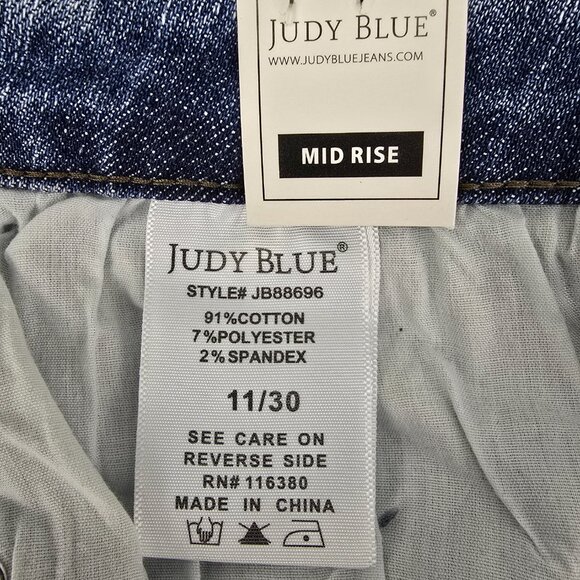 JUDY BLUE®
WWW.JUDYBLUEJEANS.COM
MID RISE
JUDY BLUE®
STYLE# JB88696
91%COTTON
7%POLYESTER
2%SPANDEX
11/30
SEE CARE ON
REVERSE SIDE
RN# 116380
MADE IN CHINA